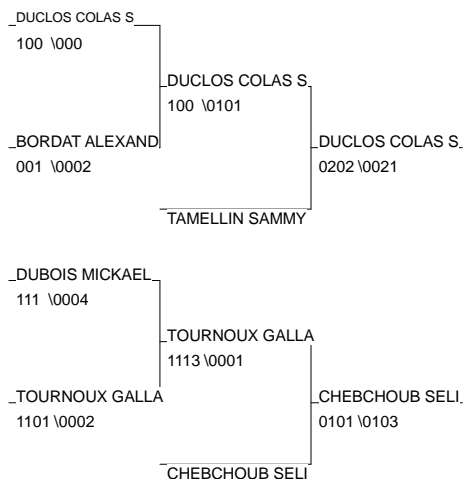 DUCLOS COLAS S
100 \000
DUCLOS COLAS S
100 \0101
BORDAT ALEXAND
001 \0002
DUCLOS COLAS S
0202 \0021
TAMELLIN SAMMY
DUBOIS MICKAEL
111 \0004
TOURNOUX GALLA
1113 \0001
TOURNOUX GALLA
1101 \0002
CHEBCHOUB SELI
0101 \0103
CHEBCHOUB SELI